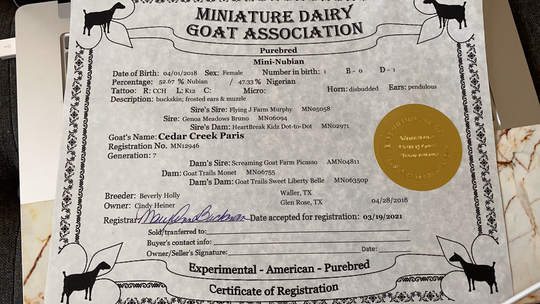 MINIATURE DAIRY
GOAT ASSOCIATION
Purebred
Mini-Nubian
Date of Birth: 04/01/2018 Sex: Female Number in birth: 1 B - 0 D - 1
Percentage: 52.67 % Nubian / 47.33 % Nigerian
Tattoo: R: CCH L: K12 C: Micro: Horn: disbudded Ears: pendulous
Description: buckskin; frosted ears & muzzle
Sire's Sire: Flying J Farm Murphy MN05058
Sire: Genoa Meadows Bruno MN06094
Sire's Dam: HeartBreak Kidz Dot-to-Dot MN02971
Goat's Name: Cedar Creek Paris
Registration No. MN12946
Generation: 7
Dam's Sire: Screaming Goat Farm Picasso AMN04811
Dam: Goat Trails Monet MN06755
Dam's Dam: Goat Trails Sweet Liberty Belle MN06350p
Breeder: Beverly Holly Waller, TX
Owner: Cindy Heiner Glen Rose, TX 04/28/2018
Registrar: Date accepted for registration: 03/19/2021
Sold/tranferred to:
Buyer's contact info:
Owner/Seller's Signature: Date:
Experimental - American - Purebred
Certificate of Registration